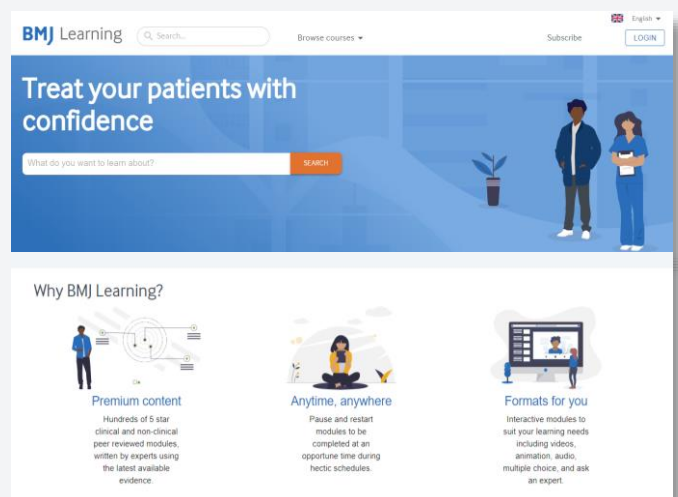 English
BMJ Learning
Search...
Browse courses
Subscribe
LOGIN
Treat your patients with
confidence
What do you want to learn about?
SEARCH
Why BMJ Learning?
Premium content
Hundreds of 5 star
clinical and non-clinical
peer reviewed modules,
written by experts using
the latest available
evidence.
Anytime, anywhere
Pause and restart
modules to be
completed at an
opportune time during
hectic schedules.
Formats for you
Interactive modules to
suit your learning needs
including videos,
animation, audio,
multiple choice, and ask
an expert.